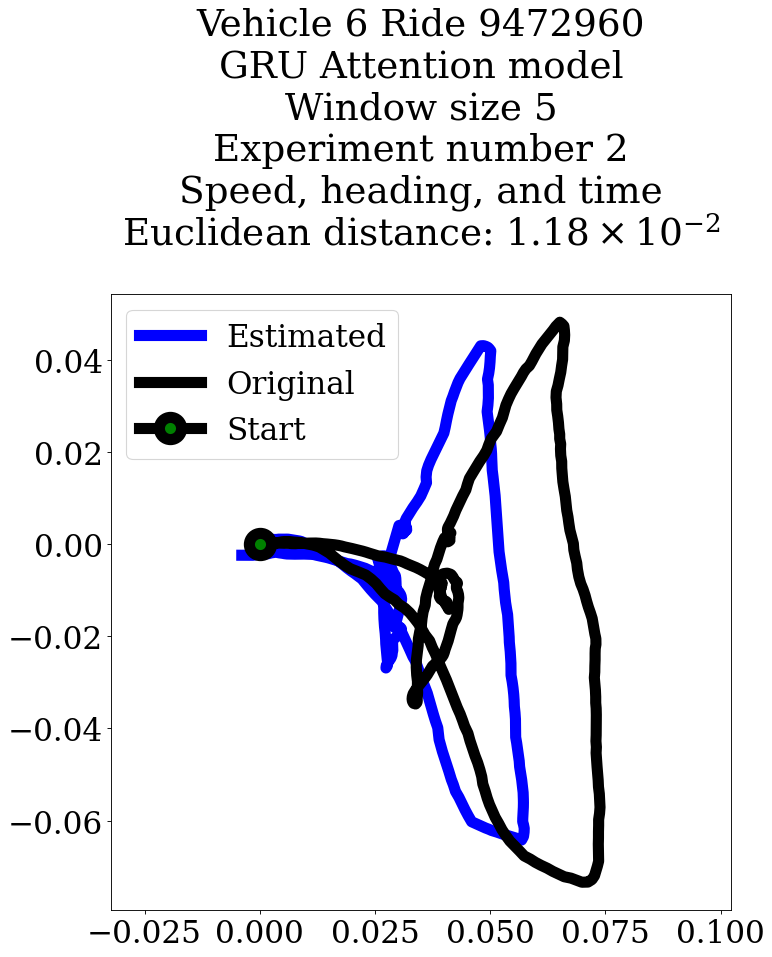 Vehicle 6 Ride 9472960
GRU Attention model
Window size 5
Experiment number 2
Speed, heading, and time
Euclidean distance: 1.18 × 10⁻²
Estimated
Original
Start
0.04
0.02
0.00
−0.02
−0.04
−0.06
−0.025 0.000 0.025 0.050 0.075 0.100